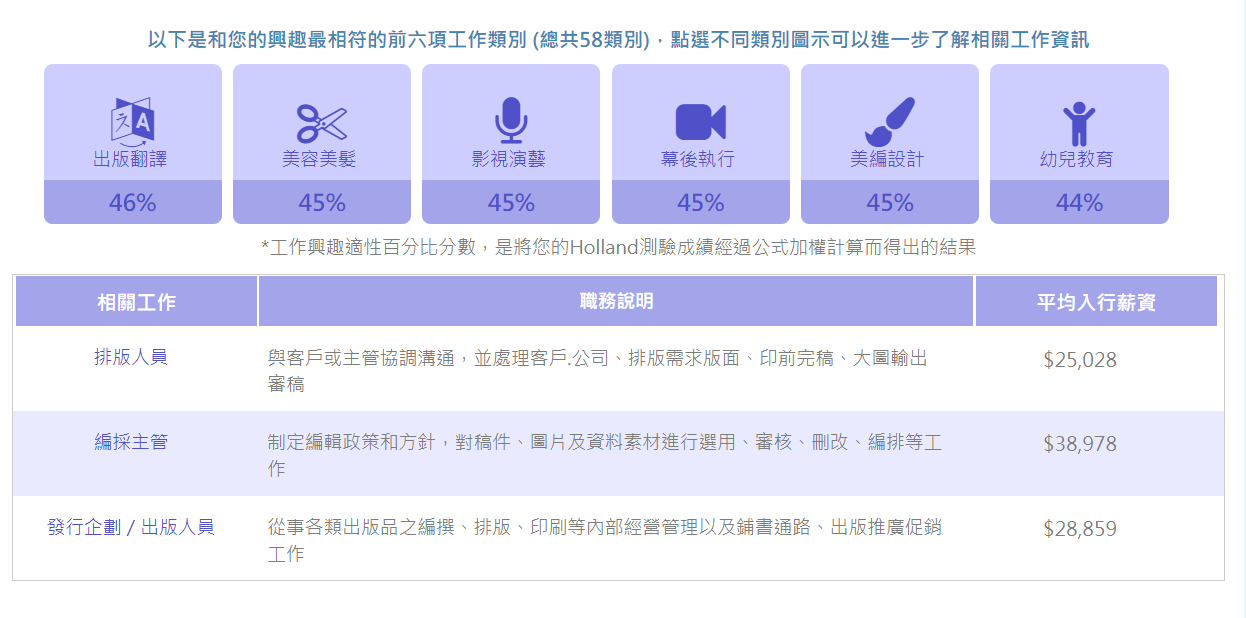 以下是和您的興趣最相符的前六項工作類別 (總共58類別)，點選不同類別圖示可以進一步了解相關工作資訊
文 A
出版翻譯
美容美髮
影視演藝
幕後執行
美編設計
幼兒教育
46%
45%
45%
45%
45%
44%
*工作興趣適性百分比分數，是將您的Holland測驗成績經過公式加權計算而得出的結果
相關工作 職務說明 平均入行薪資
排版人員 與客戶或主管協調溝通，並處理客戶.公司、排版需求版面、印前完稿、大圖輸出 $25,028
審稿
編採主管 制定編輯政策和方針，對稿件、圖片及資料素材進行選用、審核、刪改、編排等工 $38,978
作
發行企劃 / 出版人員 從事各類出版品之編撰、排版、印刷等內部經營管理以及鋪書通路、出版推廣促銷 $28,859
工作